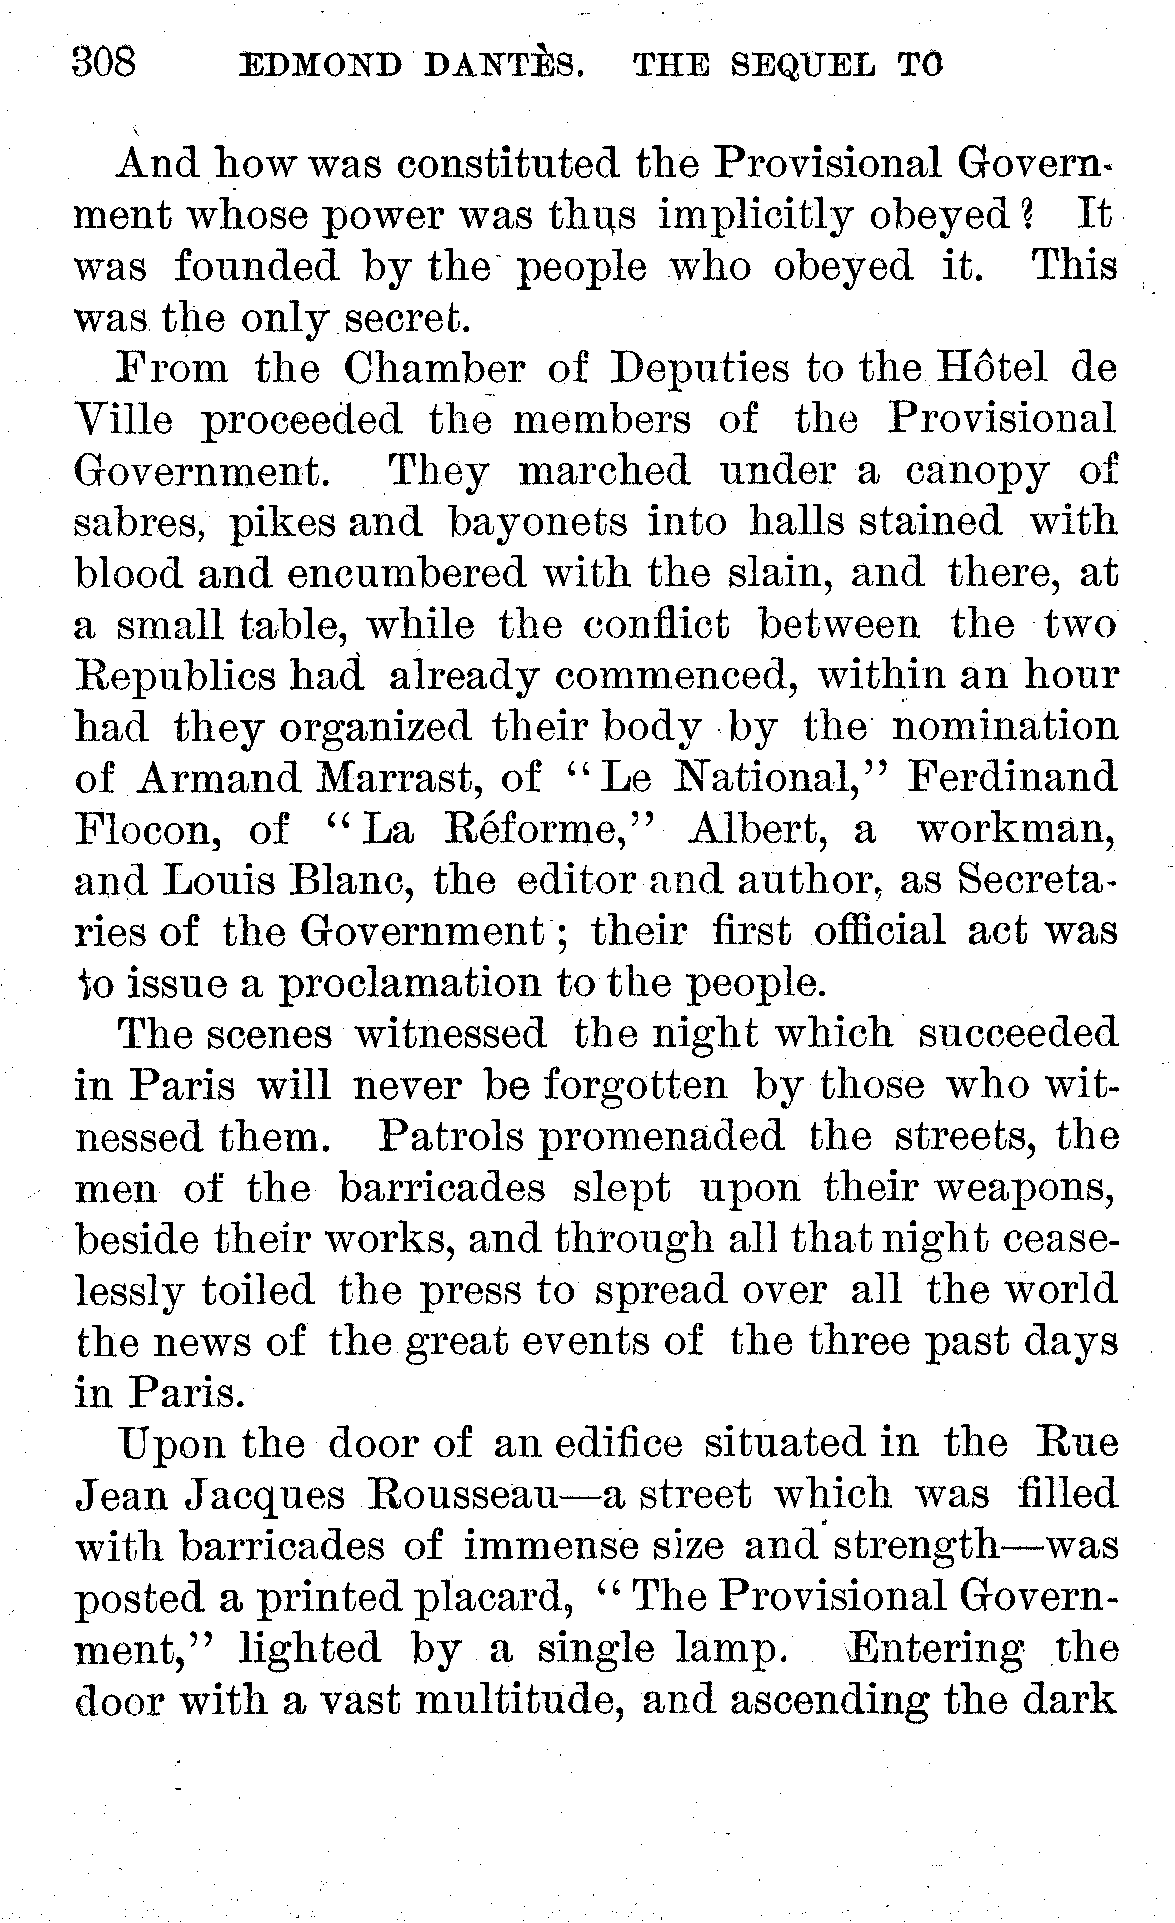 308 EDMOND DANTÈS. THE SEQUEL TO
And how was constituted the Provisional Govern-
ment whose power was thus implicitly obeyed? It
was founded by the people who obeyed it. This
was the only secret.
From the Chamber of Deputies to the Hôtel de
Ville proceeded the members of the Provisional
Government. They marched under a canopy of
sabres, pikes and bayonets into halls stained with
blood and encumbered with the slain, and there, at
a small table, while the conflict between the two
Republics had already commenced, within an hour
had they organized their body by the nomination
of Armand Marrast, of "Le National," Ferdinand
Flocon, of "La Réforme," Albert, a workman,
and Louis Blanc, the editor and author, as Secreta-
ries of the Government; their first official act was
to issue a proclamation to the people.
The scenes witnessed the night which succeeded
in Paris will never be forgotten by those who wit-
nessed them. Patrols promenaded the streets, the
men of the barricades slept upon their weapons,
beside their works, and through all that night cease-
lessly toiled the press to spread over all the world
the news of the great events of the three past days
in Paris.
Upon the door of an edifice situated in the Rue
Jean Jacques Rousseau—a street which was filled
with barricades of immense size and strength—was
posted a printed placard, "The Provisional Govern-
ment," lighted by a single lamp. Entering the
door with a vast multitude, and ascending the dark